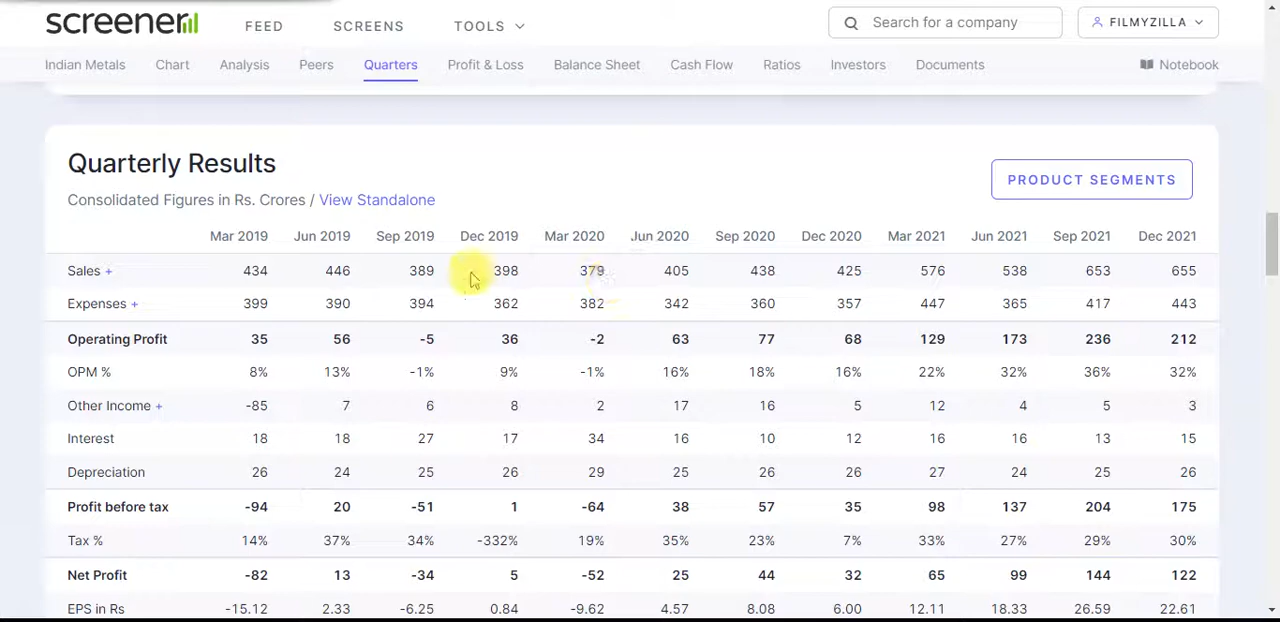 screener
FEED SCREENS TOOLS
Search for a company
FILMYZILLA
Indian Metals Chart Analysis Peers Quarters Profit & Loss Balance Sheet Cash Flow Ratios Investors Documents Notebook
Quarterly Results
PRODUCT SEGMENTS
Consolidated Figures in Rs. Crores / View Standalone
Mar 2019 Jun 2019 Sep 2019 Dec 2019 Mar 2020 Jun 2020 Sep 2020 Dec 2020 Mar 2021 Jun 2021 Sep 2021 Dec 2021
Sales + 434 446 389 398 379 405 438 425 576 538 653 655
Expenses + 399 390 394 362 382 342 360 357 447 365 417 443
Operating Profit 35 56 -5 36 -2 63 77 68 129 173 236 212
OPM % 8% 13% -1% 9% -1% 16% 18% 16% 22% 32% 36% 32%
Other Income + -85 7 6 8 2 17 16 5 12 4 5 3
Interest 18 18 27 17 34 16 10 12 16 16 13 15
Depreciation 26 24 25 26 29 25 26 26 27 24 25 26
Profit before tax -94 20 -51 1 -64 38 57 35 98 137 204 175
Tax % 14% 37% 34% -332% 19% 35% 23% 7% 33% 27% 29% 30%
Net Profit -82 13 -34 5 -52 25 44 32 65 99 144 122
EPS in Rs -15.12 2.33 -6.25 0.84 -9.62 4.57 8.08 6.00 12.11 18.33 26.59 22.61